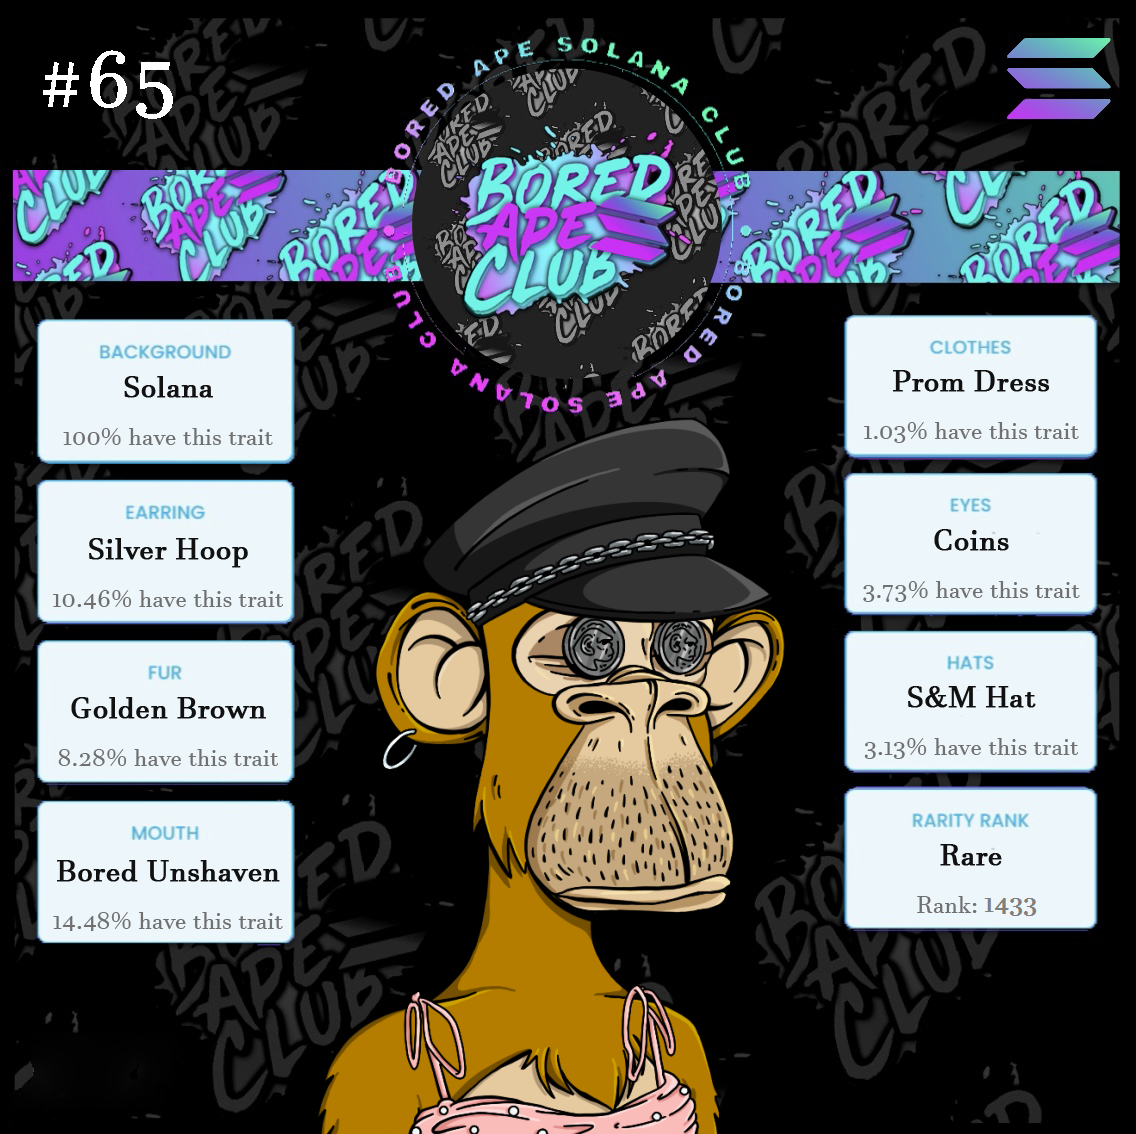 #65
BORED APE SOLANA CLUB
BORED APE SOLANA CLUB
BORED
APE
CLUB
BACKGROUND
Solana
100% have this trait
EARRING
Silver Hoop
10.46% have this trait
FUR
Golden Brown
8.28% have this trait
MOUTH
Bored Unshaven
14.48% have this trait
CLOTHES
Prom Dress
1.03% have this trait
EYES
Coins
3.73% have this trait
HATS
S&M Hat
3.13% have this trait
RARITY RANK
Rare
Rank: 1433